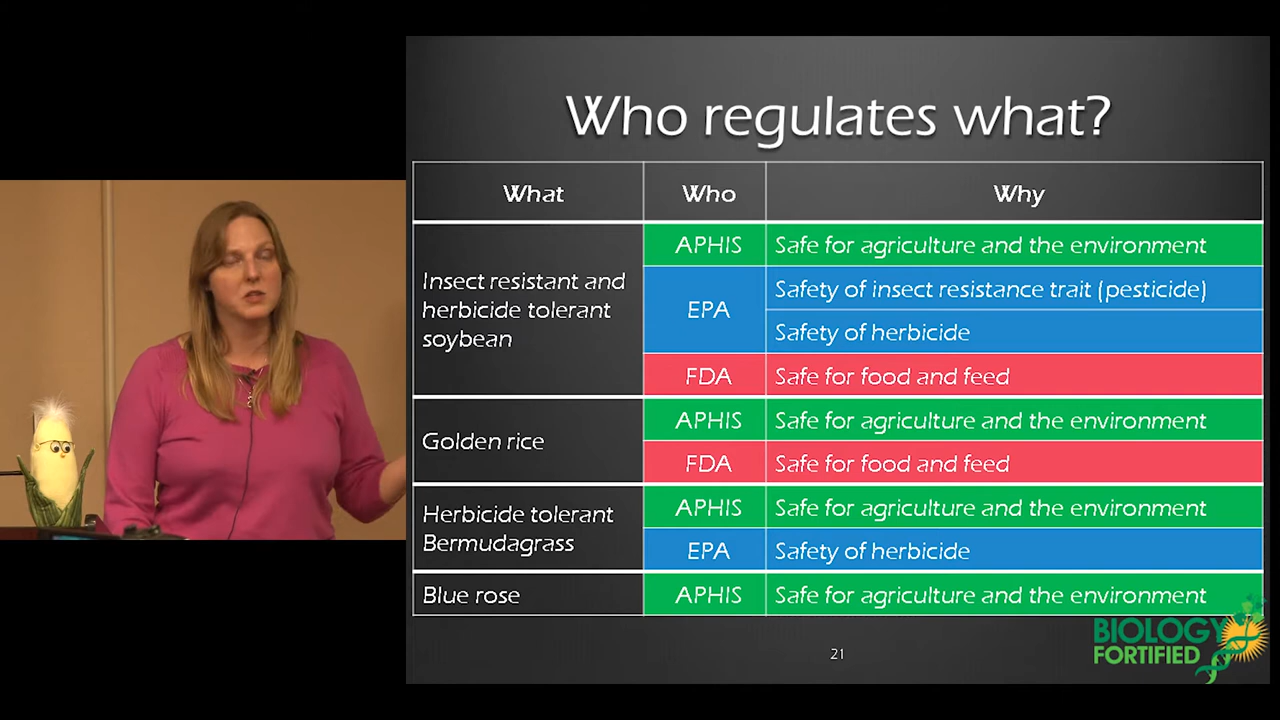 Who regulates what?
What Who Why
Insect resistant and
herbicide tolerant
soybean
APHIS Safe for agriculture and the environment
EPA Safety of insect resistance trait (pesticide)
Safety of herbicide
FDA Safe for food and feed
Golden rice
APHIS Safe for agriculture and the environment
FDA Safe for food and feed
Herbicide tolerant
Bermudagrass
APHIS Safe for agriculture and the environment
EPA Safety of herbicide
Blue rose APHIS Safe for agriculture and the environment
21
BIOLOGY
FORTIFIED